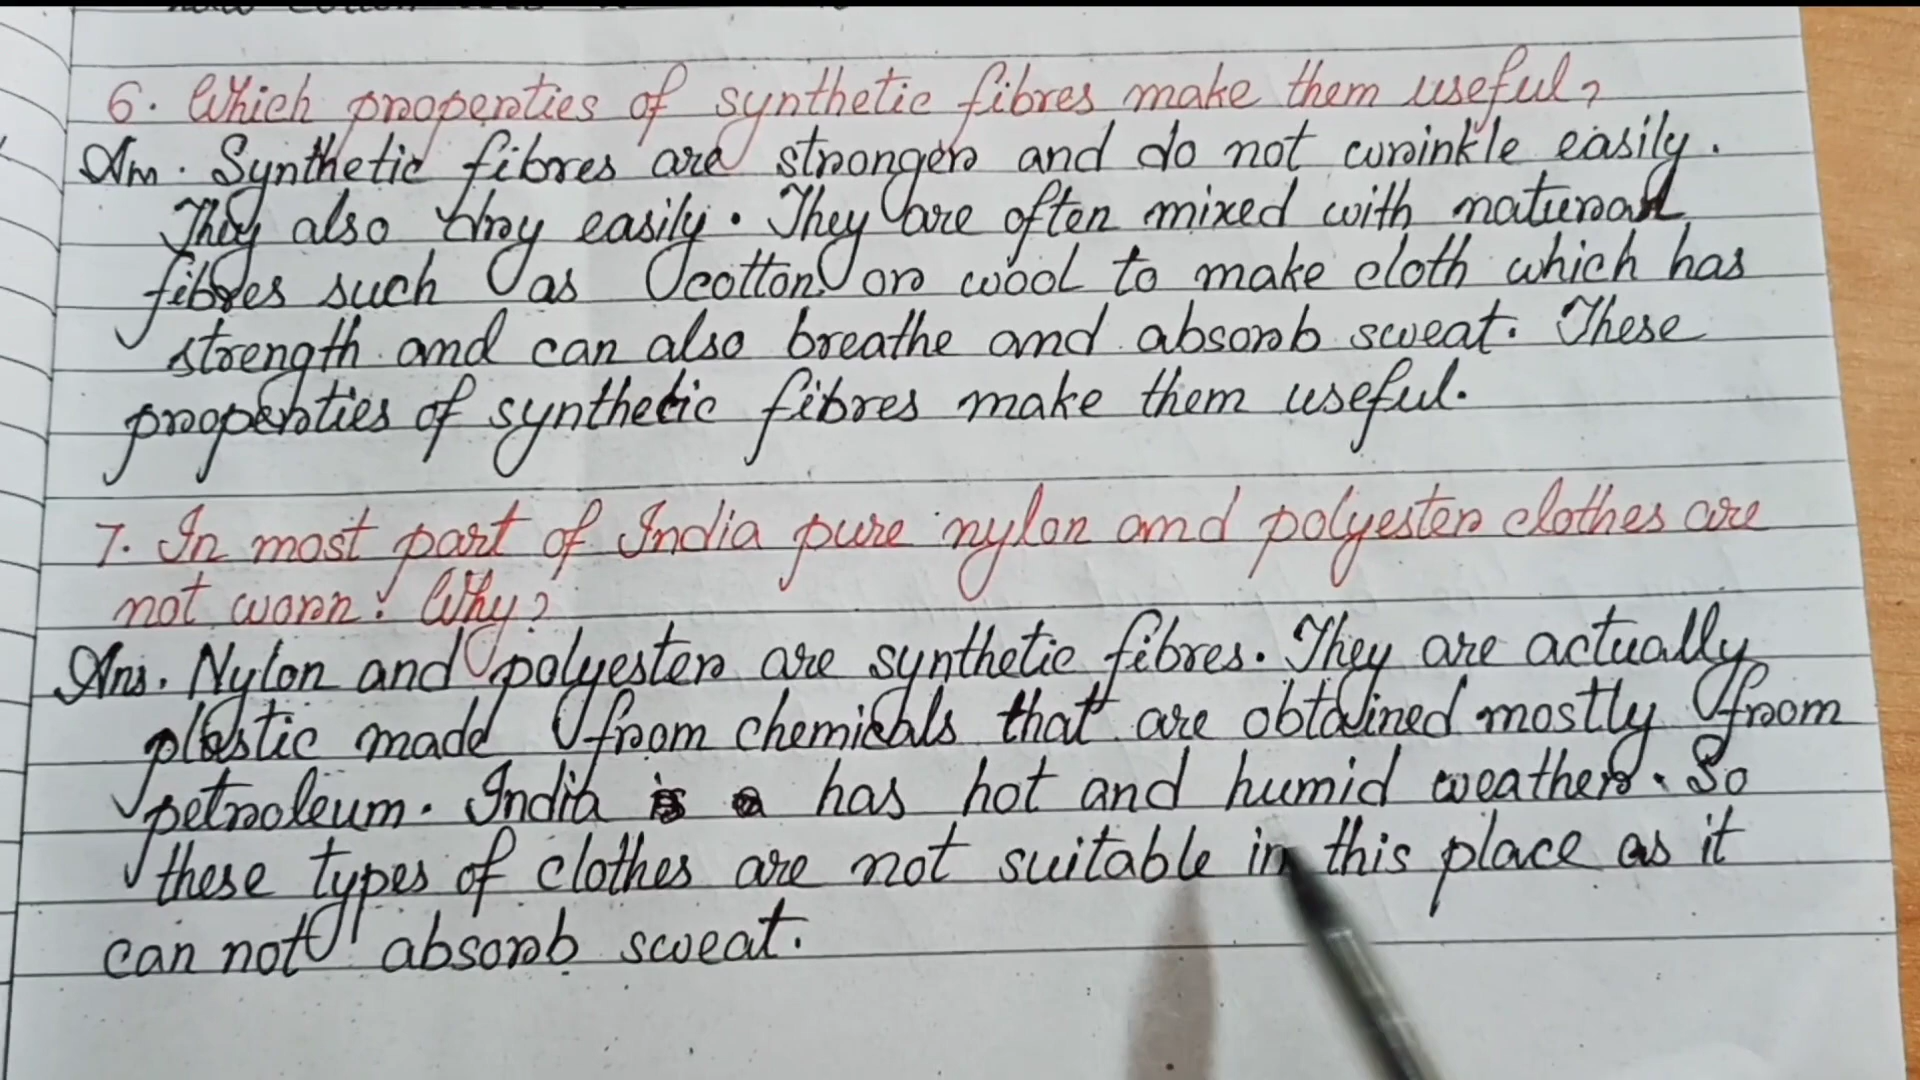 6. Which properties of synthetic fibres make them useful?
Ans. Synthetic fibres are stronger and do not wrinkle easily.
They also dry easily. They are often mixed with natural
fibres such as cotton or wool to make cloth which has
strength and can also breathe and absorb sweat. These
properties of synthetic fibres make them useful.
7. In most part of India pure nylon and polyester clothes are
not worn. Why?
Ans. Nylon and polyester are synthetic fibres. They are actually
plastic made from chemicals that are obtained mostly from
petroleum. India has hot and humid weather. So
these types of clothes are not suitable in this place as it
can not absorb sweat.